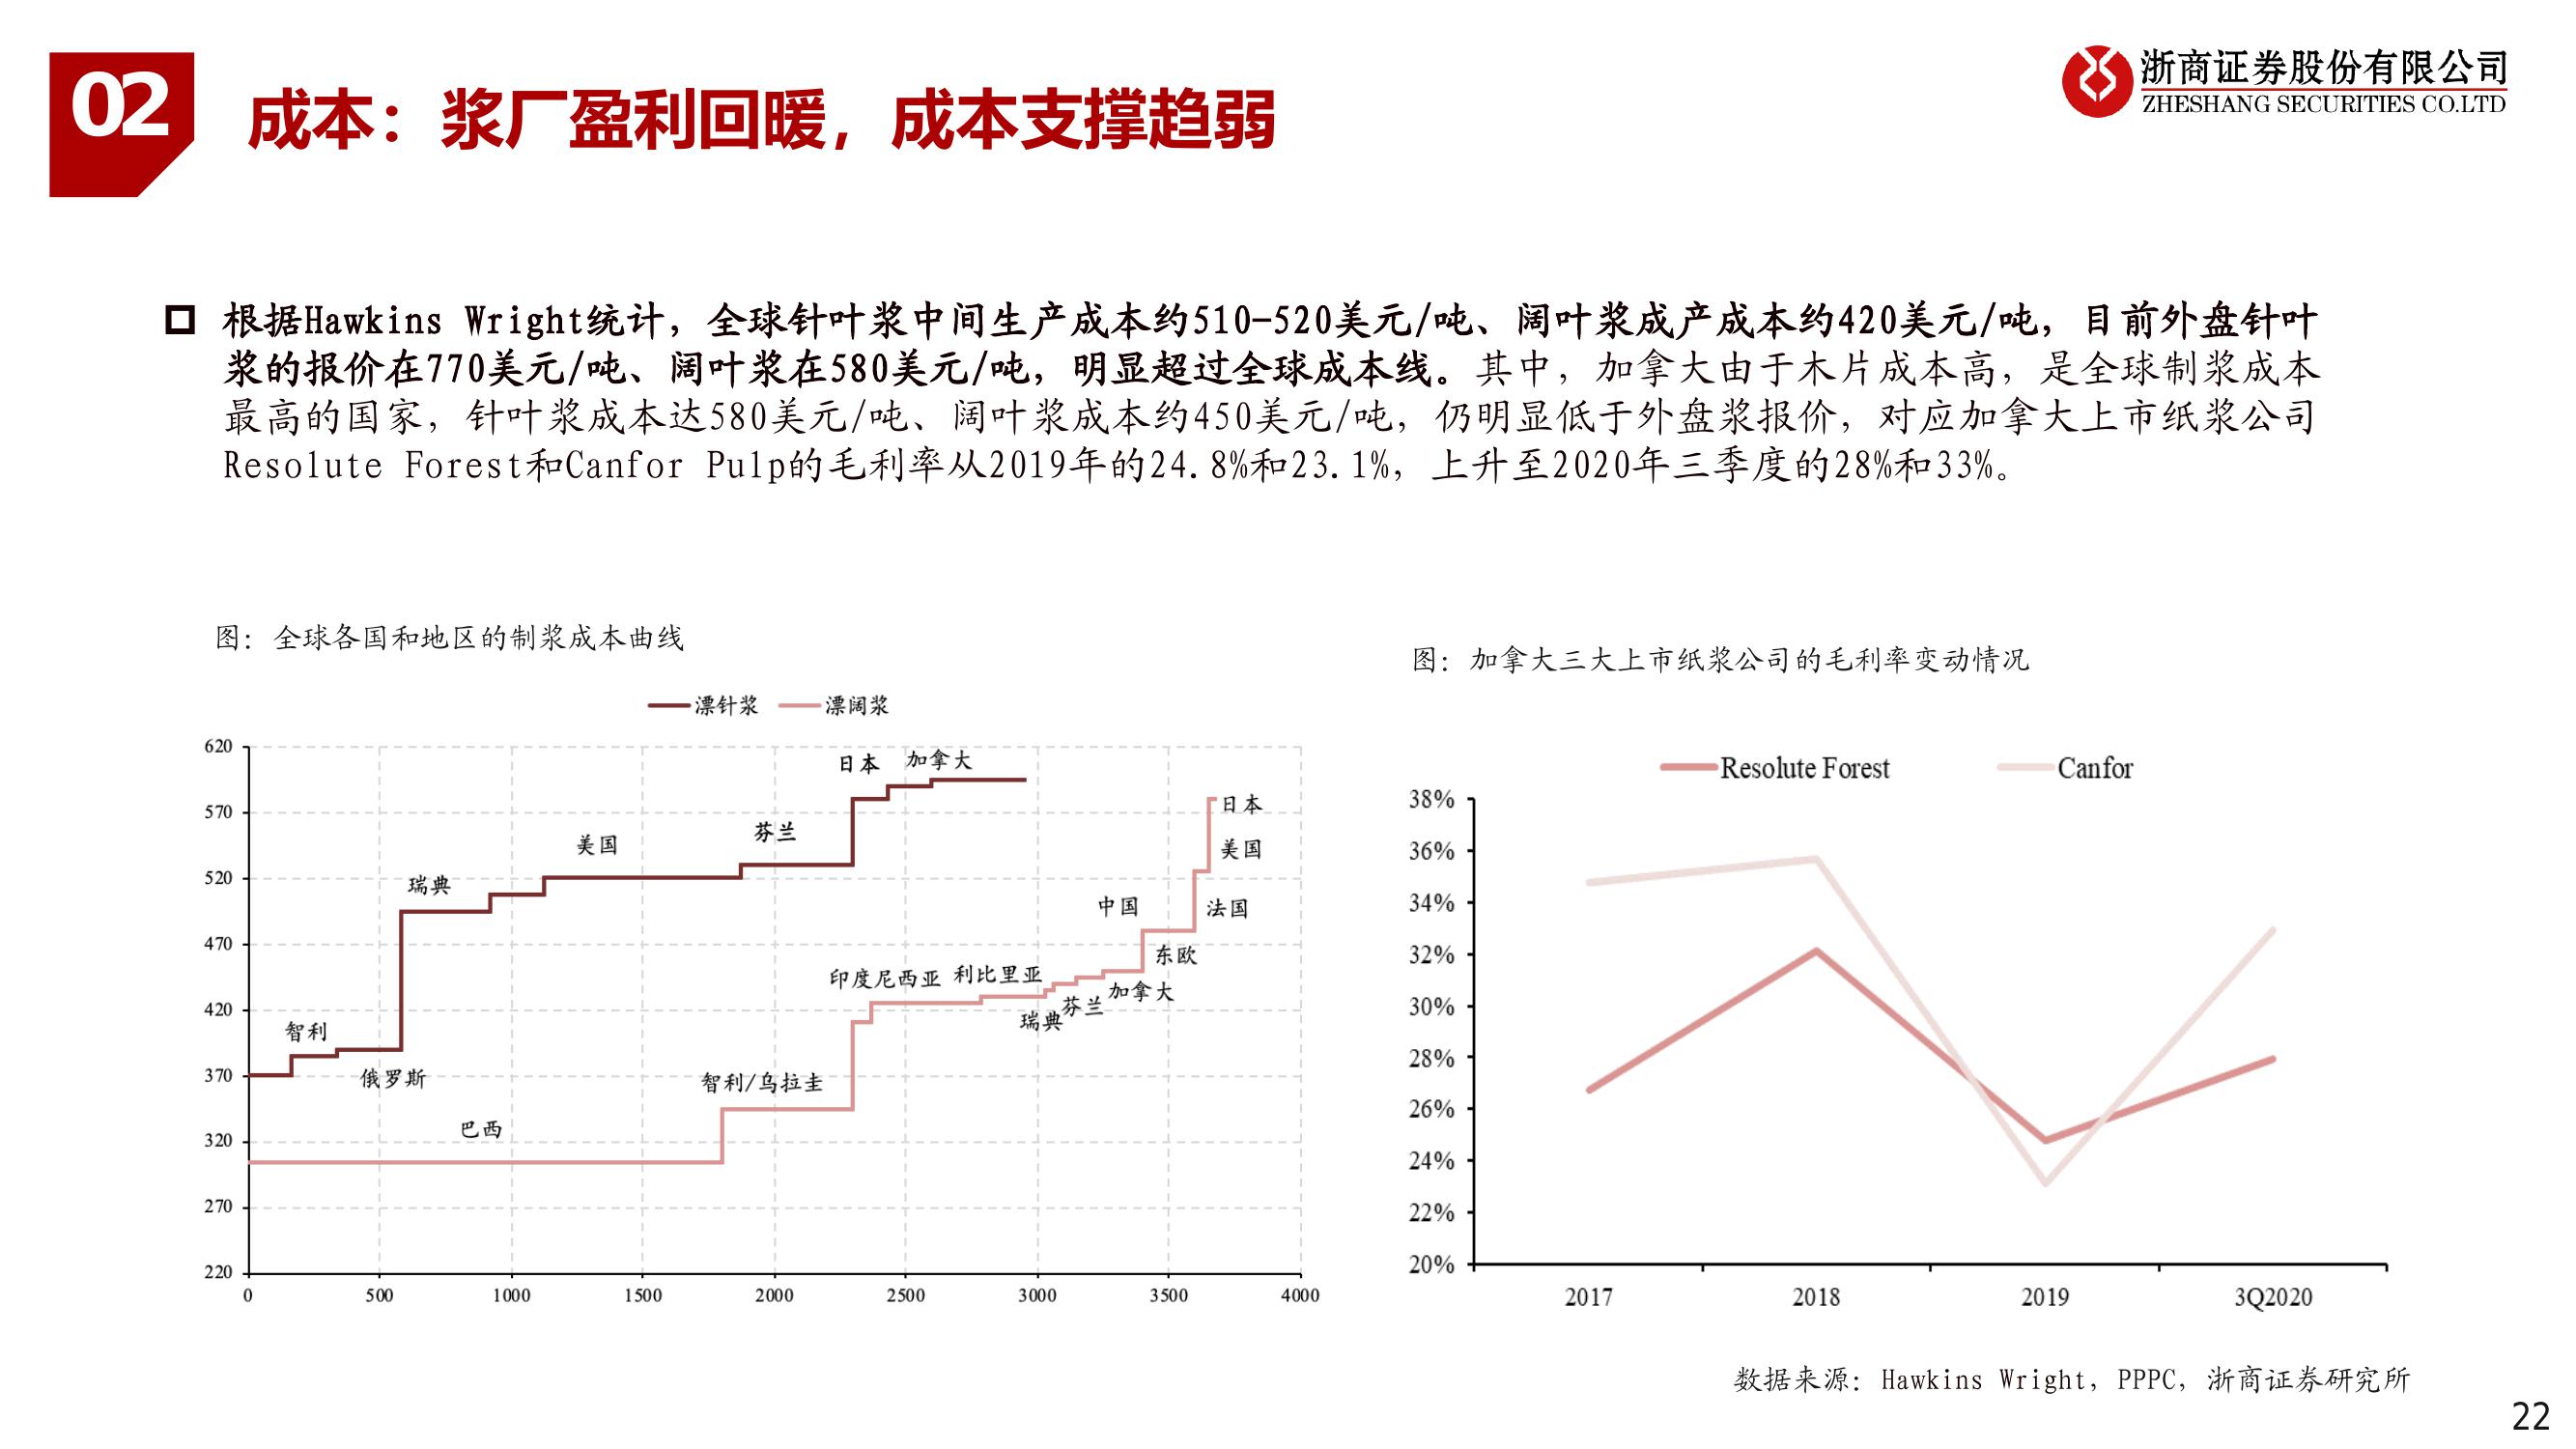 02
成本：浆厂盈利回暖，成本支撑趋弱
浙商证券股份有限公司
ZHESHANG SECURITIES CO.LTD
根据Hawkins Wright统计，全球针叶浆中间生产成本约510-520美元/吨、阔叶浆成产成本约420美元/吨，目前外盘针叶
浆的报价在770美元/吨、阔叶浆在580美元/吨，明显超过全球成本线。其中，加拿大由于木片成本高，是全球制浆成本
最高的国家，针叶浆成本达580美元/吨、阔叶浆成本约450美元/吨，仍明显低于外盘浆报价，对应加拿大上市纸浆公司
Resolute Forest和Canfor Pulp的毛利率从2019年的24.8%和23.1%，上升至2020年三季度的28%和33%。
图：全球各国和地区的制浆成本曲线
漂针浆 漂阔浆
620
570
520
470
420
370
320
270
220
0 500 1000 1500 2000 2500 3000 3500 4000
日本 加拿大
芬兰
美国
瑞典
智利
俄罗斯
巴西
智利/乌拉圭
印度尼西亚 利比里亚
瑞典
芬兰
加拿大
东欧
中国
法国
美国
日本
图：加拿大三大上市纸浆公司的毛利率变动情况
Resolute Forest Canfor
38%
36%
34%
32%
30%
28%
26%
24%
22%
20%
2017 2018 2019 3Q2020
数据来源：Hawkins Wright，PPPC，浙商证券研究所
22